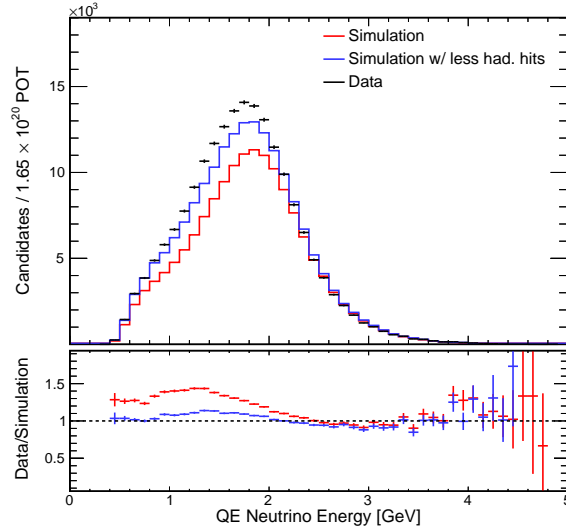 ×10³
Simulation
Simulation w/ less had. hits
Data
15
10
5
Candidates / 1.65 × 10²⁰ POT
1.5
1
0.5
Data/Simulation
0 1 2 3 4 5
QE Neutrino Energy [GeV]